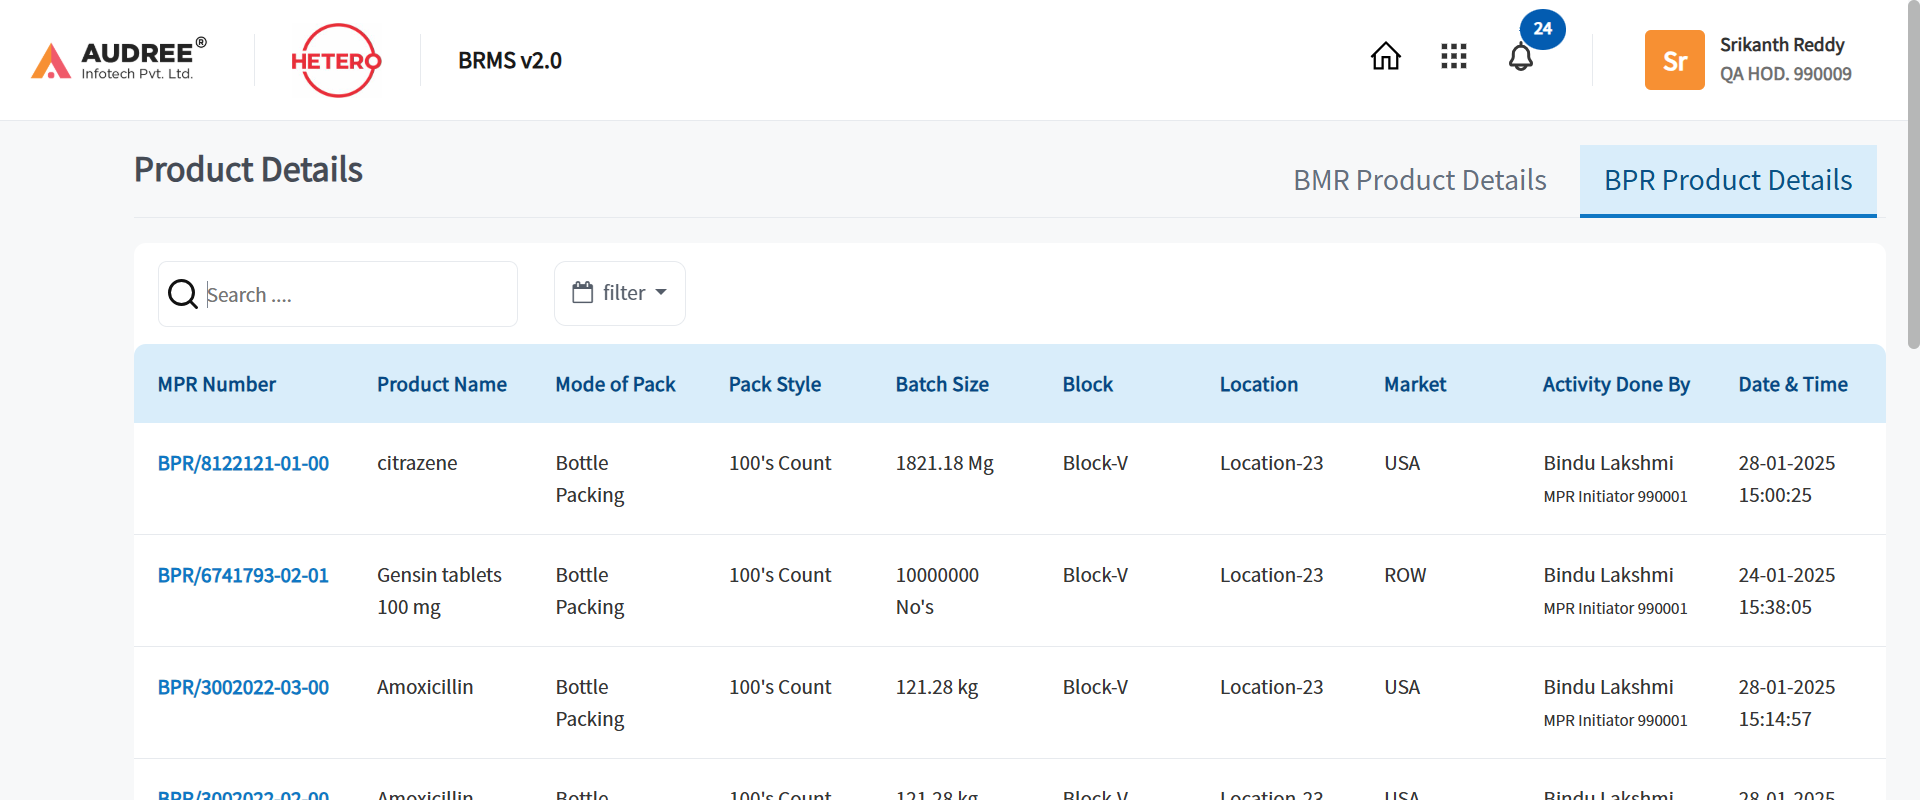 AUDREE®
Infotech Pvt. Ltd.
HETERO
BRMS v2.0
24
Sr
Srikanth Reddy
QA HOD. 990009
Product Details
BMR Product Details
BPR Product Details
Search ....
filter
MPR Number Product Name Mode of Pack Pack Style Batch Size Block Location Market Activity Done By Date & Time
BPR/8122121-01-00 citrazene Bottle 100's Count 1821.18 Mg Block-V Location-23 USA Bindu Lakshmi 28-01-2025
Packing MPR Initiator 990001 15:00:25
BPR/6741793-02-01 Gensin tablets Bottle 100's Count 10000000 Block-V Location-23 ROW Bindu Lakshmi 24-01-2025
100 mg Packing No's MPR Initiator 990001 15:38:05
BPR/3002022-03-00 Amoxicillin Bottle 100's Count 121.28 kg Block-V Location-23 USA Bindu Lakshmi 28-01-2025
Packing MPR Initiator 990001 15:14:57
BPR/3002022-02-00 Amoxicillin Bottle 100's Count 121.28 kg Block-V Location-23 USA Bindu Lakshmi 28-01-2025